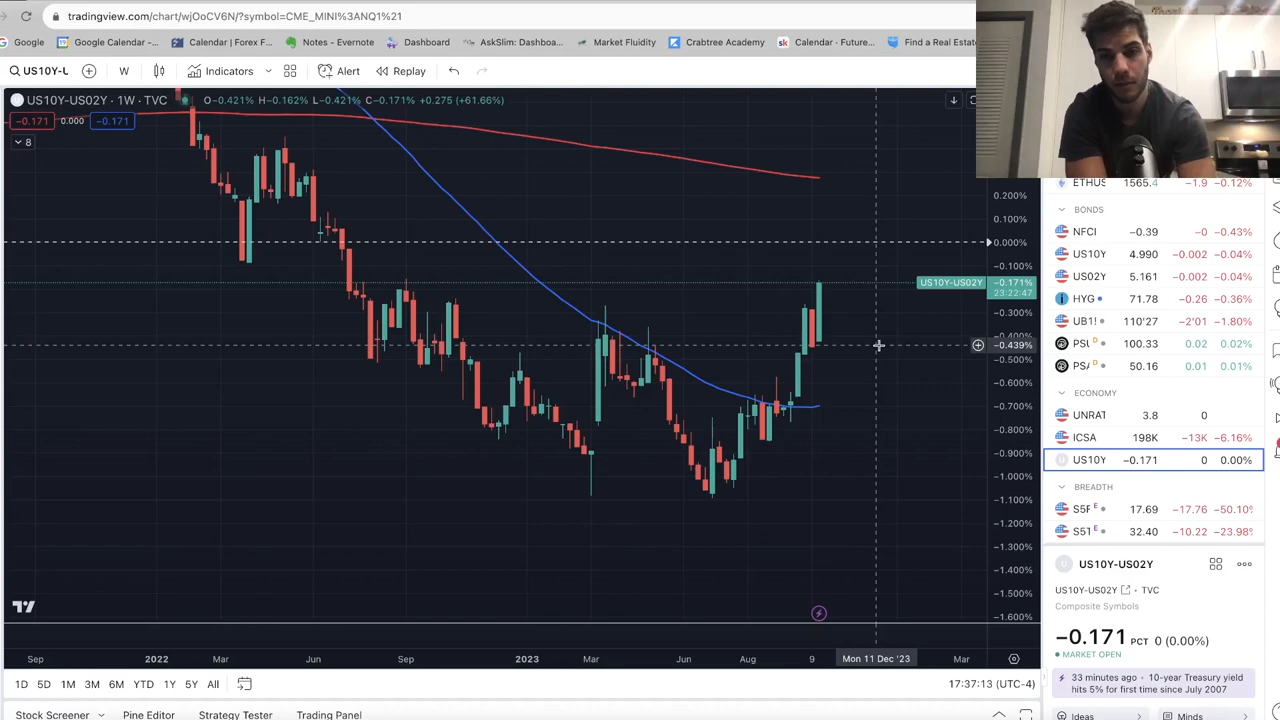 tradingview.com/chart/wjOoCV6N/?symbol=CME_MINI%3ANQ1%21
Google Google Calendar -... Calendar | Forex F... Notes - Evernote Dashboard AskSlim: Dashboa... Market Fluidity Crabtree Academy Calendar - Future... Find a Real Estate
US10Y-U W Indicators Alert Replay
US10Y-US02Y · 1W · TVC O−0.421% L−0.421% C−0.171% +0.275 (+61.66%)
−0.171 0.000 −0.171
8
0.200%
0.100%
0.000%
−0.100%
US10Y-US02Y −0.171%
23:22:47
−0.300%
−0.400%
−0.439%
−0.500%
−0.600%
−0.700%
−0.800%
−0.900%
−1.000%
−1.100%
−1.200%
−1.300%
−1.400%
−1.500%
−1.600%
Sep 2022 Mar Jun Sep 2023 Mar Jun Aug 9 Mon 11 Dec '23 Mar
1D 5D 1M 3M 6M YTD 1Y 5Y All 17:37:13 (UTC-4)
Stock Screener Pine Editor Strategy Tester Trading Panel
ETHUS 1565.4 −1.9 −0.12%
BONDS
NFCI −0.39 −0 −0.43%
US10Y 4.990 −0.002 −0.04%
US02Y 5.161 −0.002 −0.04%
HYG 71.78 −0.26 −0.36%
UB1! 110'27 −2'01 −1.80%
PSU D 100.33 0.02 0.02%
PSA D 50.16 0.01 0.01%
ECONOMY
UNRAT 3.8 0
ICSA 198K −13K −6.16%
US10Y −0.171 0 0.00%
BREADTH
S5F E 17.69 −17.76 −50.10%
S5T E 32.40 −10.22 −23.98%
US10Y-US02Y
US10Y-US02Y · TVC
Composite Symbols
−0.171 PCT 0 (0.00%)
MARKET OPEN
33 minutes ago · 10-year Treasury yield
hits 5% for first time since July 2007
Ideas Minds